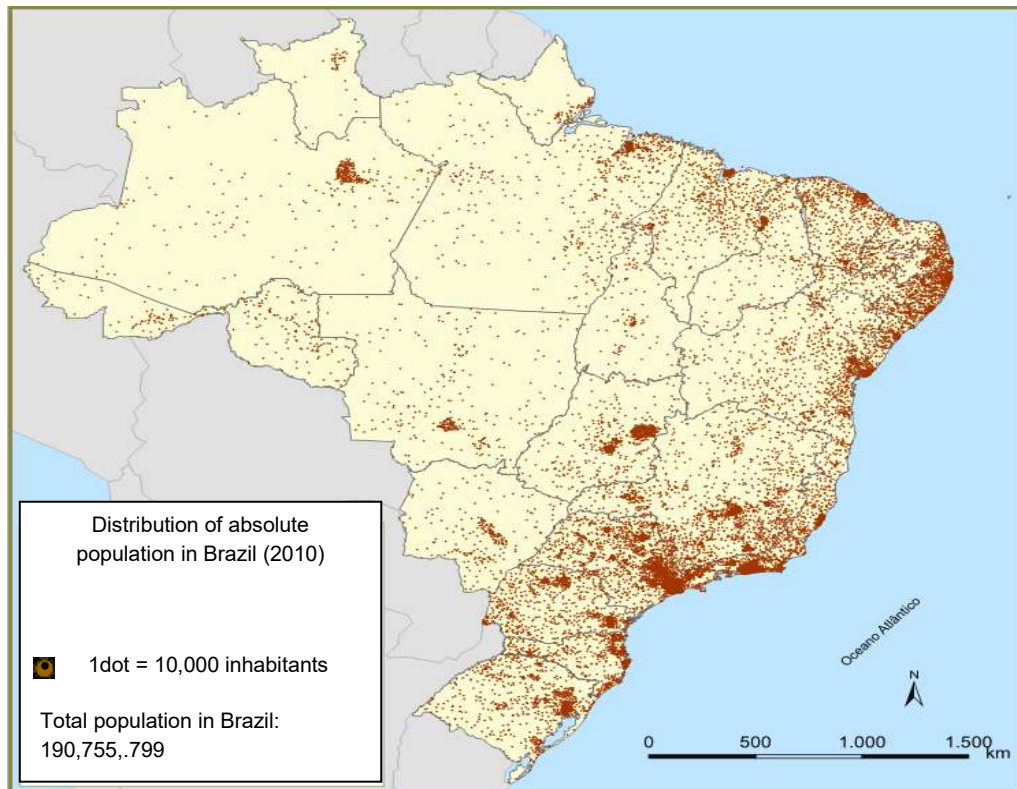 Distribution of absolute
population in Brazil (2010)
1dot = 10,000 inhabitants
Total population in Brazil:
190,755,.799
Oceano Atlântico
N
0 500 1.000 1.500
km